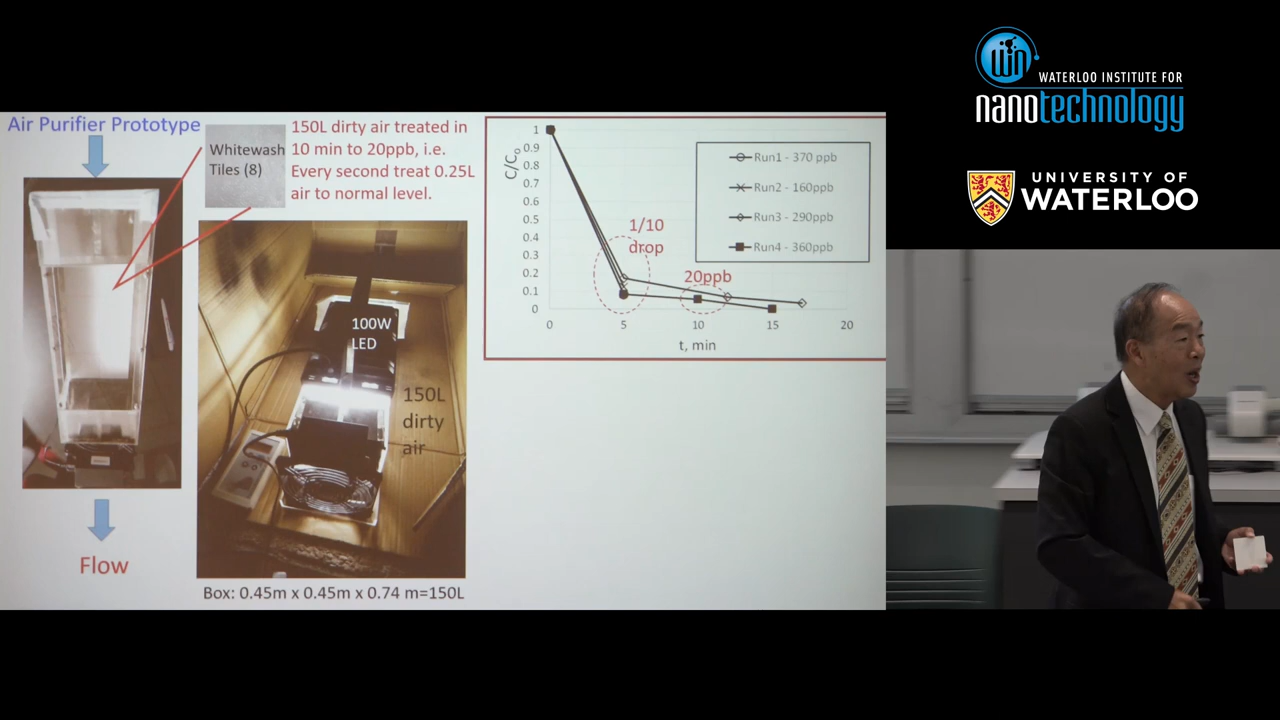 WIN
WATERLOO INSTITUTE FOR
nanotechnology
UNIVERSITY OF
WATERLOO
Air Purifier Prototype
Whitewash
Tiles (8)
150L dirty air treated in
10 min to 20ppb, i.e.
Every second treat 0.25L
air to normal level.
100W
LED
150L
dirty
air
Flow
Box: 0.45m x 0.45m x 0.74 m=150L
C/Co
1
0.9
0.8
0.7
0.6
0.5
0.4
0.3
0.2
0.1
0
0
5
10
15
20
t, min
1/10
drop
20ppb
Run1 - 370 ppb
Run2 - 160ppb
Run3 - 290ppb
Run4 - 360ppb